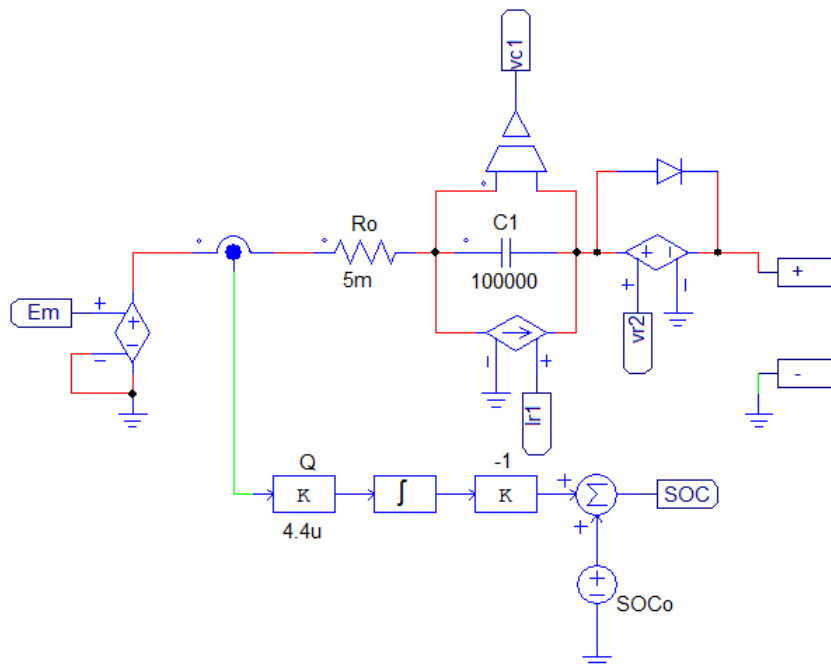 vc1
Ro
C1
5m
100000
+
Em
vr2
-
Ir1
Q
-1
K
∫
K
Σ
SOC
4.4u
SOCo